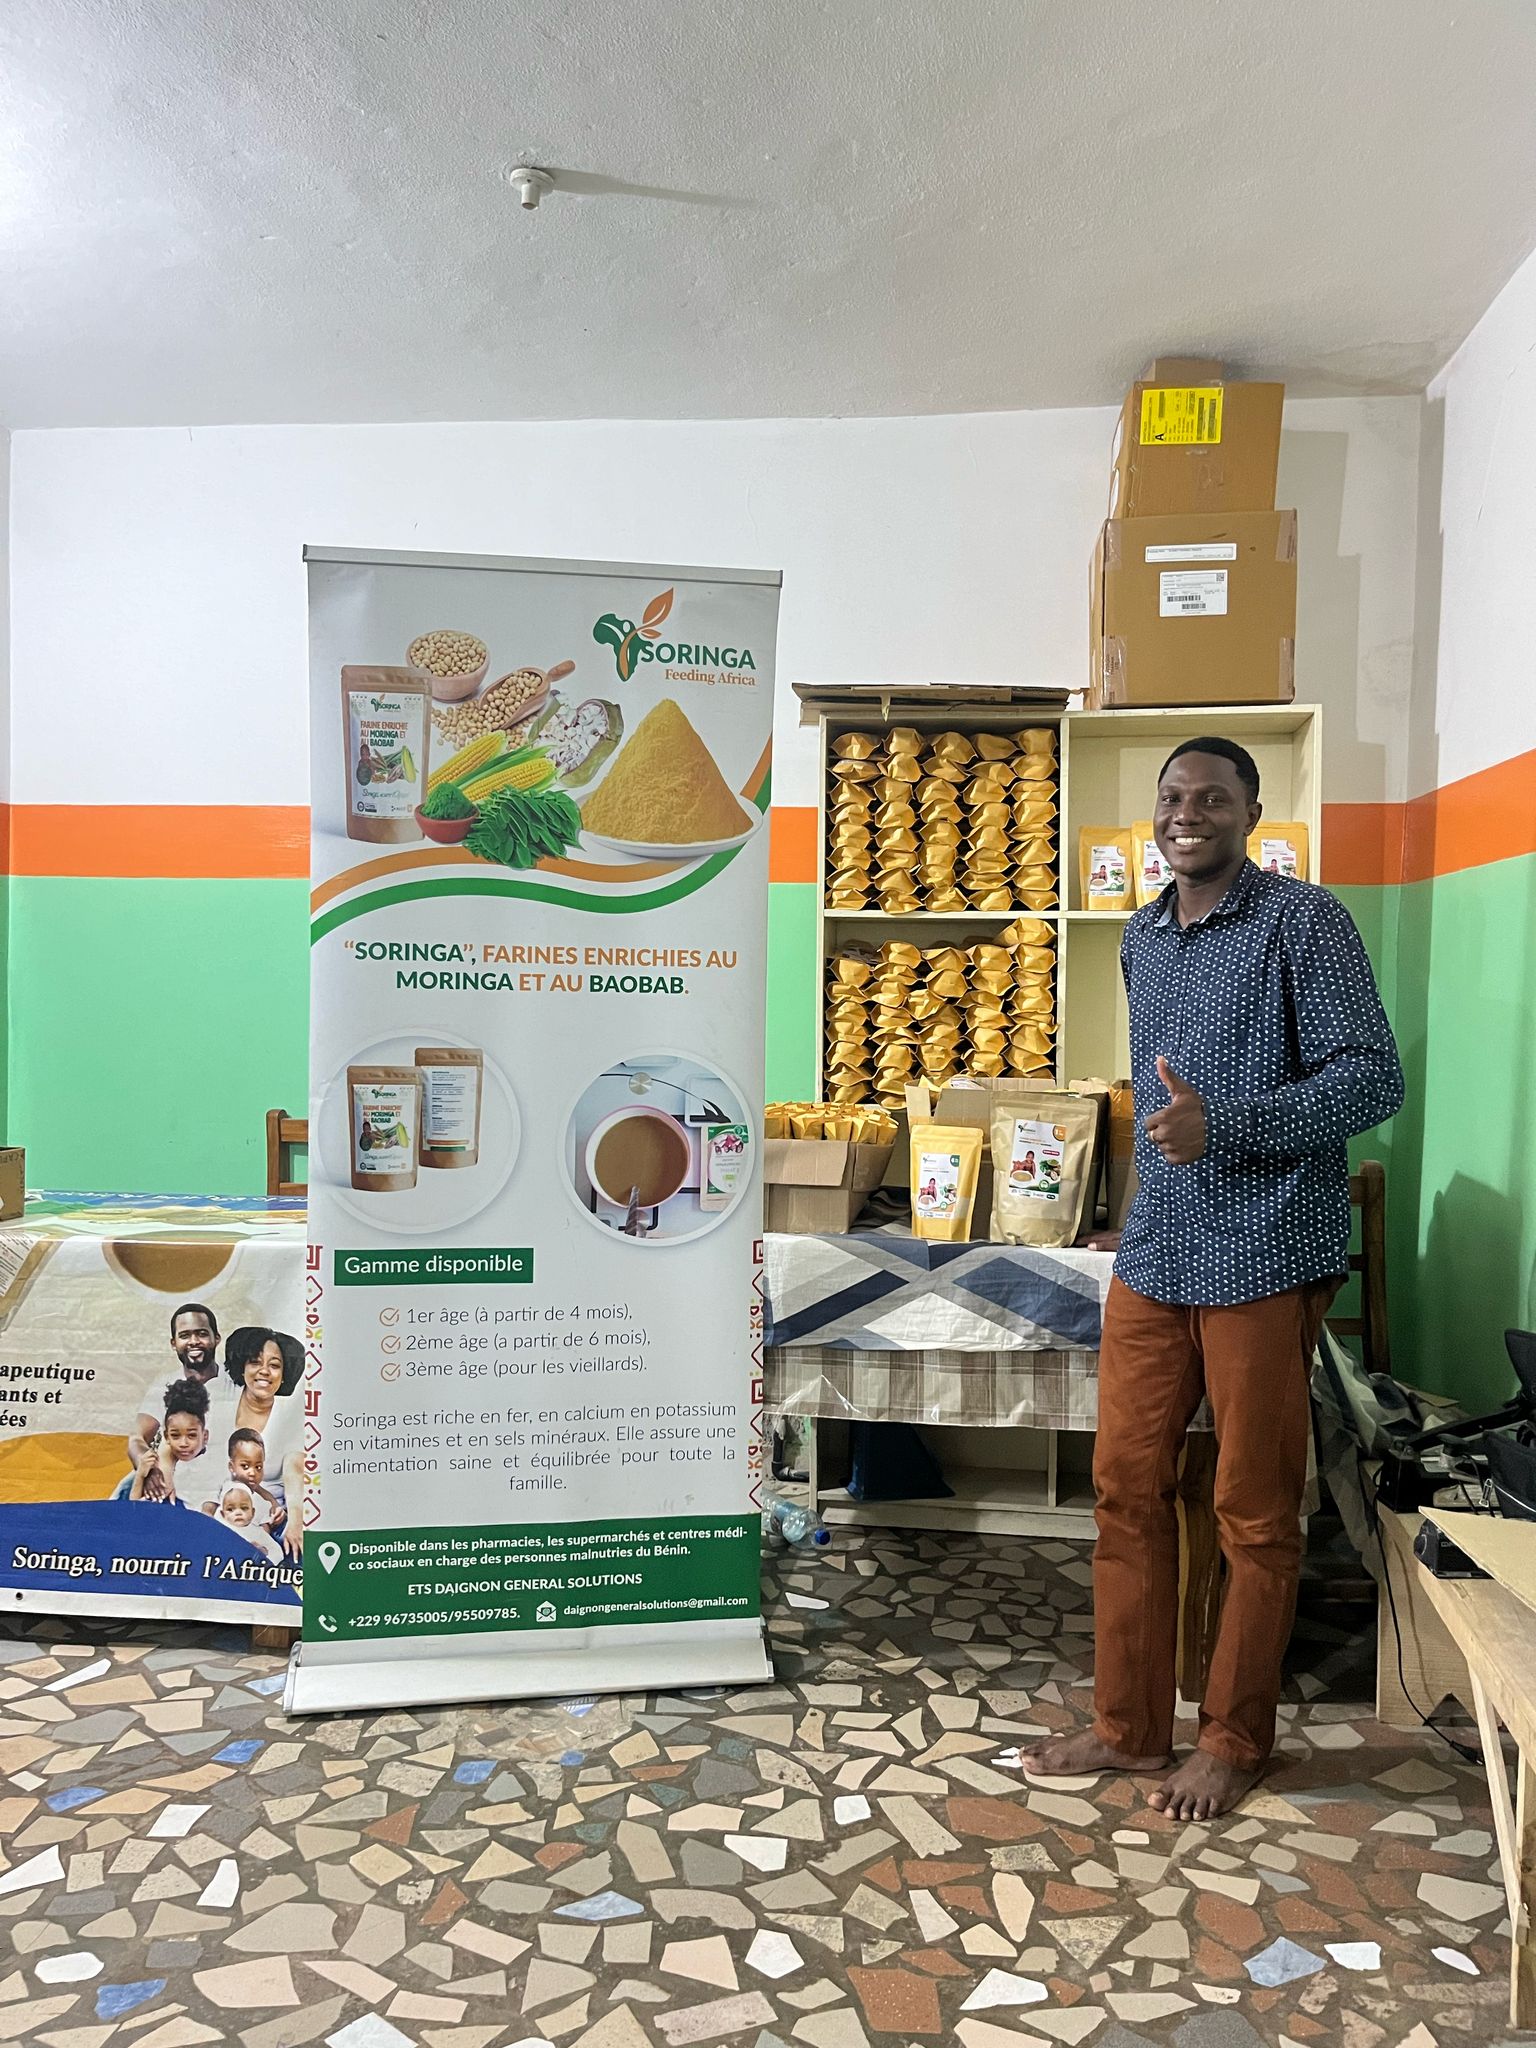 SORINGA
Feeding Africa
SORINGA
FARINE ENRICHIE
AU MORINGA ET
AU BAOBAB
“SORINGA”, FARINES ENRICHIES AU
MORINGA ET AU BAOBAB.
SORINGA
FARINE ENRICHIE
AU MORINGA ET
AU BAOBAB
Gamme disponible
1er âge (à partir de 4 mois),
2ème âge (a partir de 6 mois),
3ème âge (pour les vieillards).
Soringa est riche en fer, en calcium en potassium
en vitamines et en sels minéraux. Elle assure une
alimentation saine et équilibrée pour toute la
famille.
Disponible dans les pharmacies, les supermarchés et centres médi-
co sociaux en charge des personnes malnutries du Bénin.
ETS DAIGNON GENERAL SOLUTIONS
+229 96735005/95509785.
daignongeneralsolutions@gmail.com
apeutique
ants et
ées
Soringa, nourrir l'Afrique
A